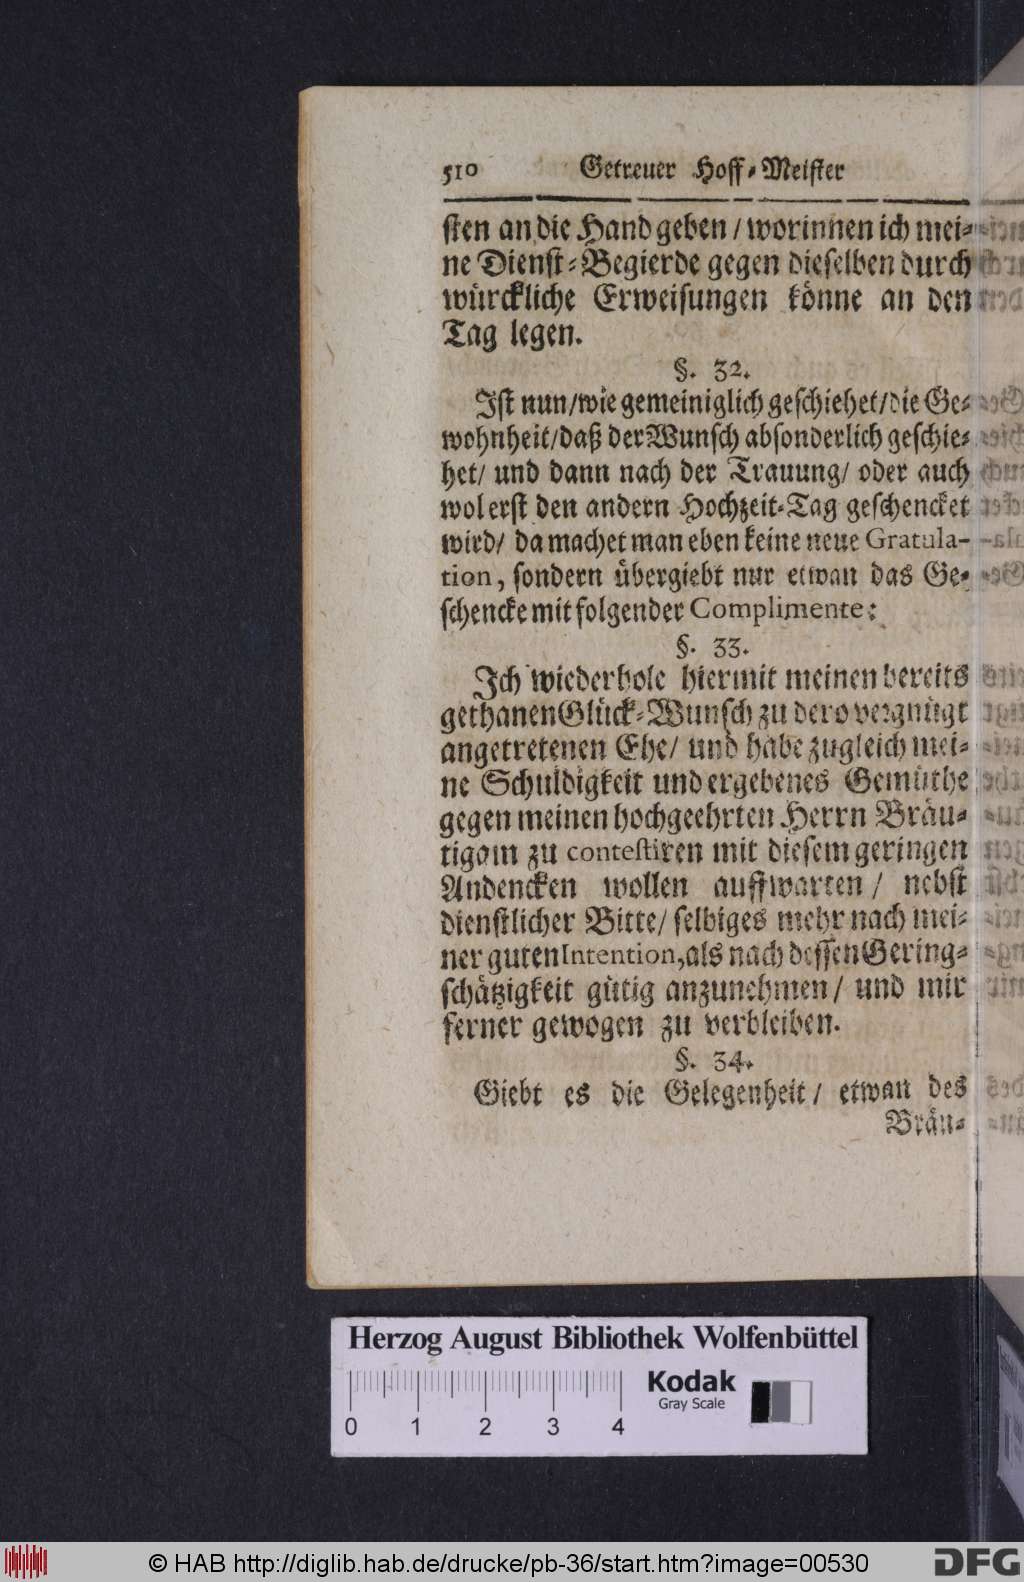 510 Getreuer Hoff-Meister
sten an die Hand geben / worinnen ich mei-
ne Dienst-Begierde gegen dieselben durch
würckliche Erweisungen könne an den
Tag legen.
§. 32.
Ist nun/wie gemeiniglich geschiehet/die Ge-
wohnheit/daß der Wunsch absonderlich geschie-
het/ und dann nach der Trauung/ oder auch
wol erst den andern Hochzeit-Tag geschencket
wird/ da machet man eben keine neue Gratula-
tion, sondern übergiebt nur etwan das Ge-
schencke mit folgender Complimente:
§. 33.
Ich wiederhole hiermit meinen bereits
gethanen Glück-Wunsch zu dero vergnügt
angetretenen Ehe/ und habe zugleich mei-
ne Schuldigkeit und ergebenes Gemüthe
gegen meinen hochgeehrten Herrn Bräu-
tigam zu contestiren mit diesem geringen
Andencken wollen auffwarten / nebst
dienstlicher Bitte/ selbiges mehr nach mei-
ner guten Intention, als nach dessen Gering-
schätzigkeit gütig anzunehmen / und mir
ferner gewogen zu verbleiben.
§. 34.
Giebt es die Gelegenheit / etwan des
Bräu-
Herzog August Bibliothek Wolfenbüttel
Kodak
Gray Scale
0 1 2 3 4
© HAB http://diglib.hab.de/drucke/pb-36/start.htm?image=00530
DFG